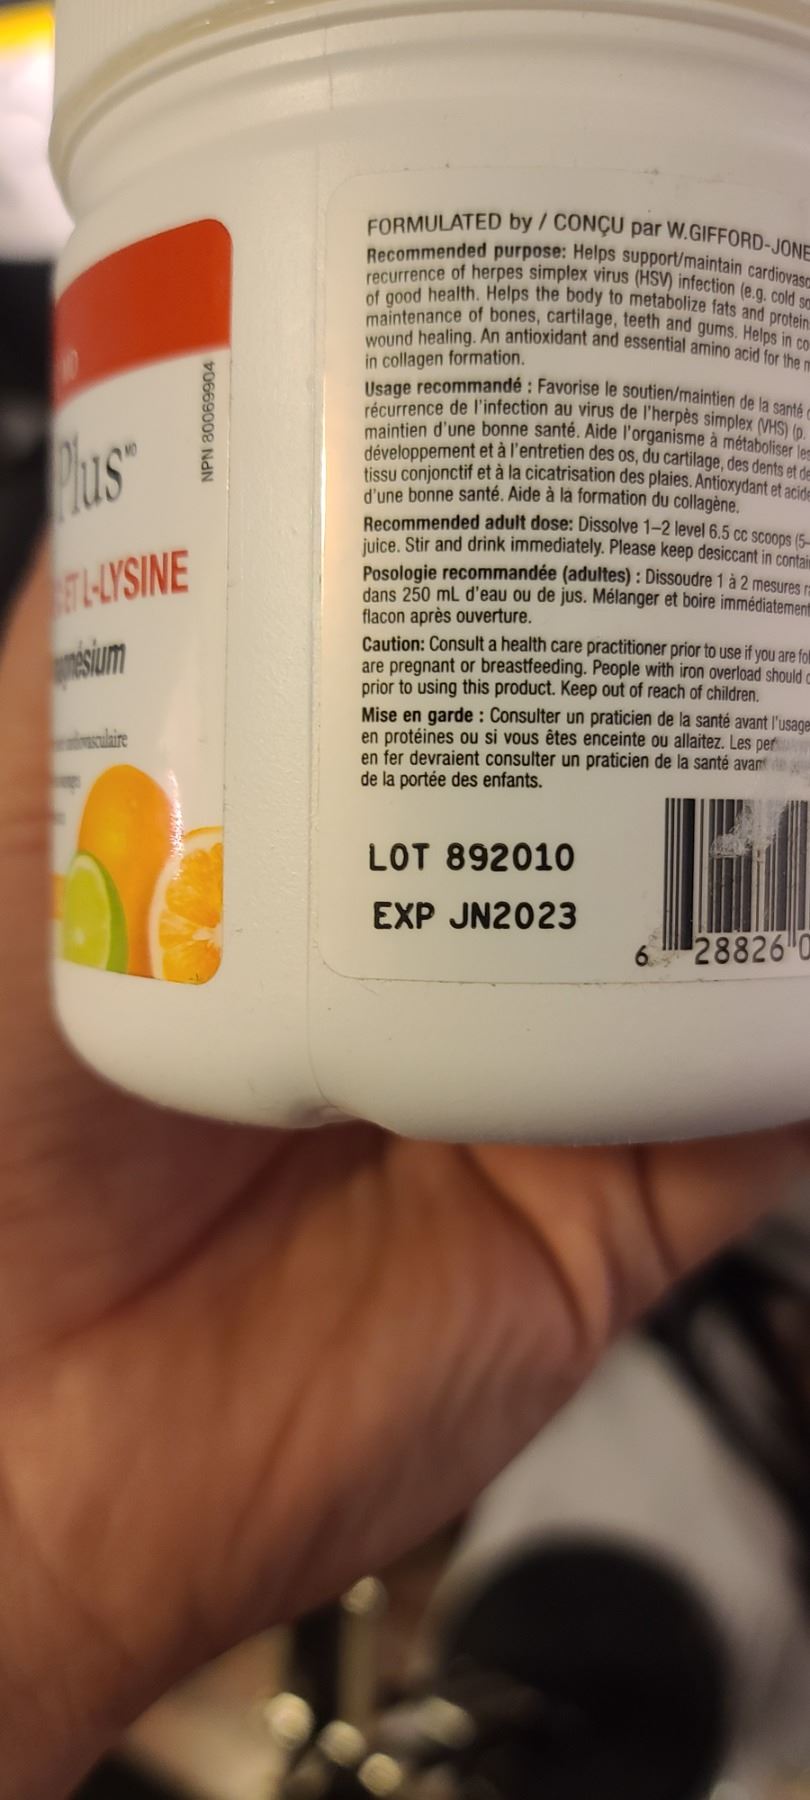 FORMULATED by / CONÇU par W.GIFFORD-JONE
Recommended purpose: Helps support/maintain cardiovasc
recurrence of herpes simplex virus (HSV) infection (e.g. cold so
of good health. Helps the body to metabolize fats and protein
maintenance of bones, cartilage, teeth and gums. Helps in co
wound healing. An antioxidant and essential amino acid for the m
in collagen formation.
Usage recommandé : Favorise le soutien/maintien de la santé
récurrence de l'infection au virus de l'herpès simplex (VHS) (p.
maintien d'une bonne santé. Aide l'organisme à métaboliser les
développement et à l'entretien des os, du cartilage, des dents et de
tissu conjonctif et à la cicatrisation des plaies. Antioxydant et acide
d'une bonne santé. Aide à la formation du collagène.
Recommended adult dose: Dissolve 1–2 level 6.5 cc scoops (5–
juice. Stir and drink immediately. Please keep desiccant in contai
Posologie recommandée (adultes) : Dissoudre 1 à 2 mesures r
dans 250 mL d'eau ou de jus. Mélanger et boire immédiatement
flacon après ouverture.
Caution: Consult a health care practitioner prior to use if you are fol
are pregnant or breastfeeding. People with iron overload should c
prior to using this product. Keep out of reach of children.
Mise en garde : Consulter un praticien de la santé avant l'usage
en protéines ou si vous êtes enceinte ou allaitez. Les per
en fer devraient consulter un praticien de la santé avant
de la portée des enfants.
LOT 892010
EXP JN2023
6 28826 0
NPN 80069904
MD
Plus MD
ET L-LYSINE
magnésium
cardiovasculaire